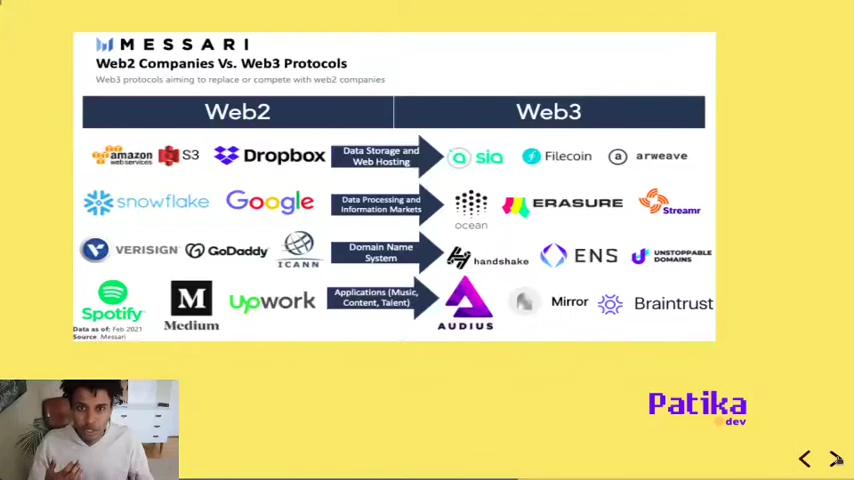 MESSARI
Web2 Companies Vs. Web3 Protocols
Web3 protocols aiming to replace or compete with web2 companies
Web2 Web3
amazon web services S3 Dropbox Data Storage and Web Hosting sia Filecoin a arweave
snowflake Google Data Processing and Information Markets ocean ERASURE Streamr
VERISIGN GoDaddy ICANN Domain Name System handshake ENS UNSTOPPABLE DOMAINS
Spotify M Medium upwork Applications (Music, Content, Talent) AUDIUS Mirror Braintrust
Data as of: Feb 2021
Source: Messari
Patika
dev